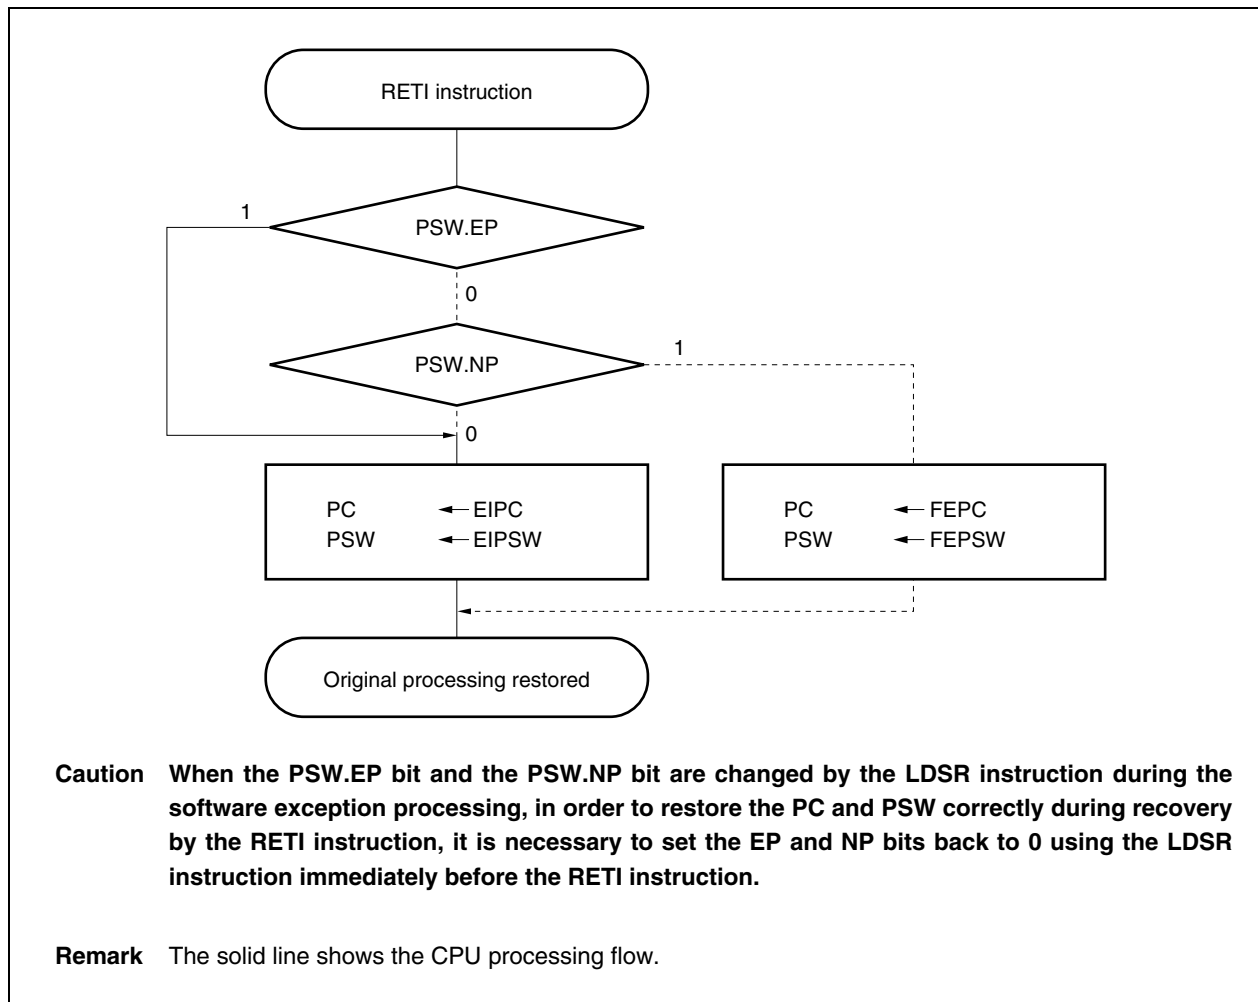 RETI instruction
1
PSW.EP
0
1
PSW.NP
0
PC ← EIPC
PSW ← EIPSW
PC ← FEPC
PSW ← FEPSW
Original processing restored
Caution When the PSW.EP bit and the PSW.NP bit are changed by the LDSR instruction during the
software exception processing, in order to restore the PC and PSW correctly during recovery
by the RETI instruction, it is necessary to set the EP and NP bits back to 0 using the LDSR
instruction immediately before the RETI instruction.
Remark The solid line shows the CPU processing flow.